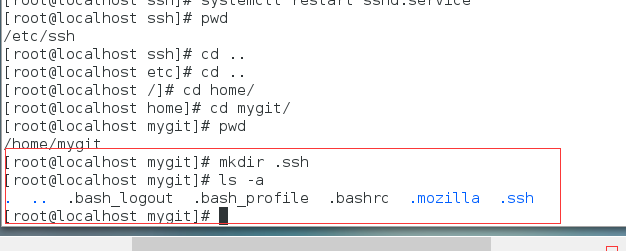 [root@localhost ssh]# systemctl restart sshd.service
[root@localhost ssh]# pwd
/etc/ssh
[root@localhost ssh]# cd ..
[root@localhost etc]# cd ..
[root@localhost /]# cd home/
[root@localhost home]# cd mygit/
[root@localhost mygit]# pwd
/home/mygit
[root@localhost mygit]# mkdir .ssh
[root@localhost mygit]# ls -a
. .. .bash_logout .bash_profile .bashrc .mozilla .ssh
[root@localhost mygit]#